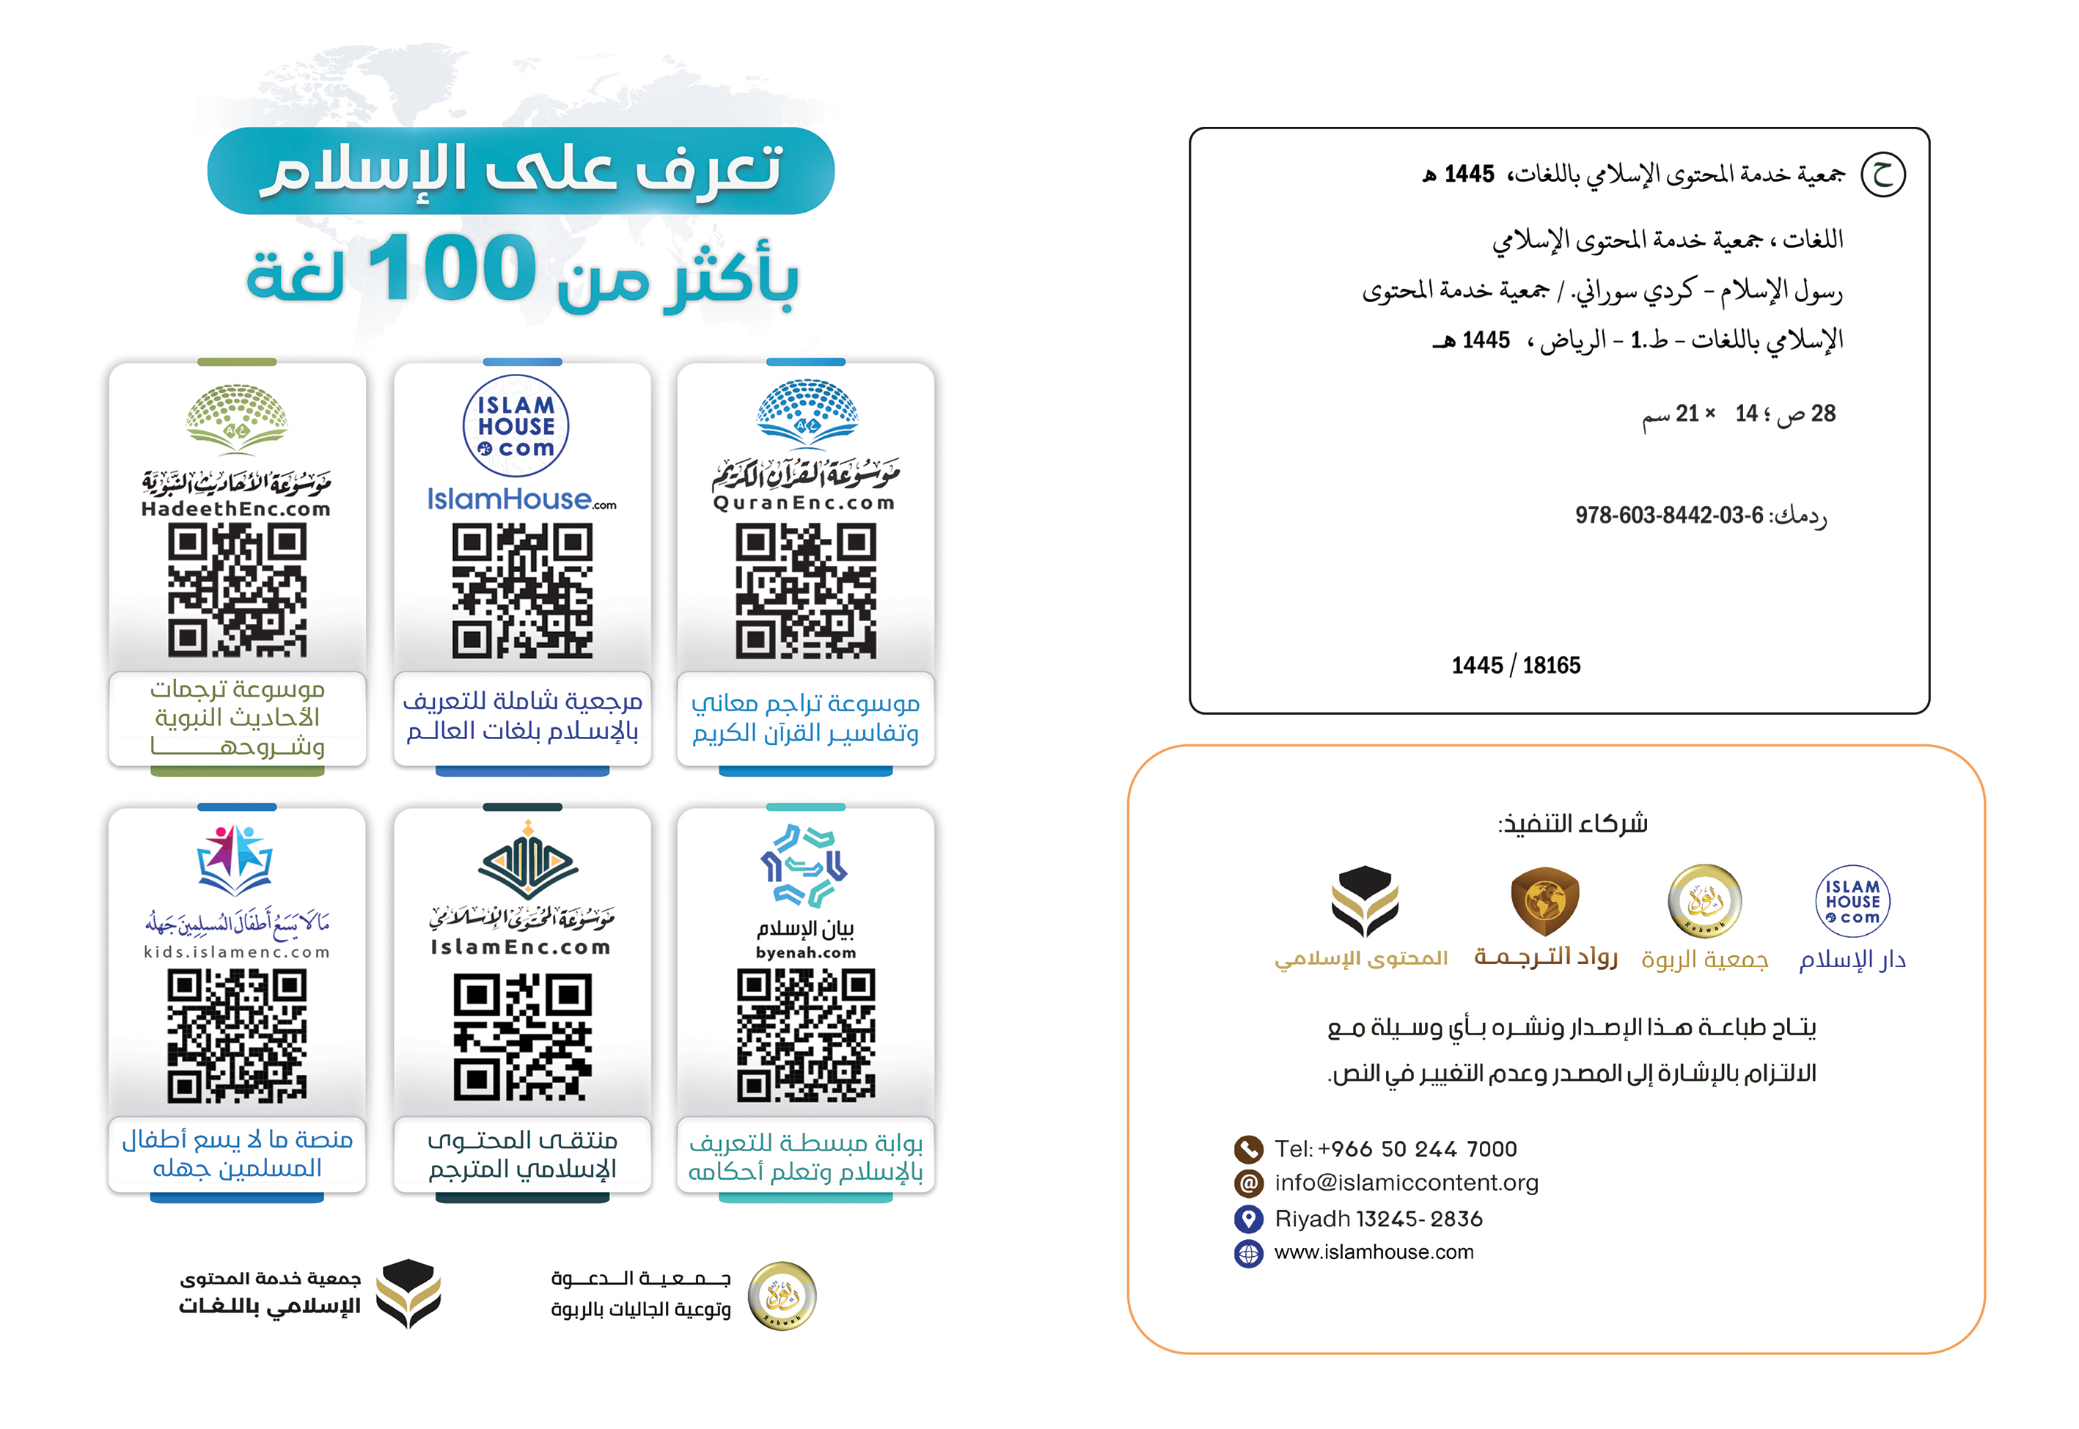 ح جمعية خدمة المحتوى الإسلامي باللغات، 1445 هـ
اللغات ، جمعية خدمة المحتوى الإسلامي
رسول الإسلام – كردي سوراني. / جمعية خدمة المحتوى
الإسلامي باللغات – ط.1 – الرياض ، 1445 هـ
28 ص ؛ 14 × 21 سم
ردمك: 6-03-8442-603-978
1445 / 18165
شركاء التنفيذ:
ISLAM
HOUSE
com
دار الإسلام
Rabwah
جمعية الربوة
رواد الترجمة
المحتوى الإسلامي
يتاح طباعة هذا الإصدار ونشره بأي وسيلة مع
الالتزام بالإشارة إلى المصدر وعدم التغيير في النص.
Tel: +966 50 244 7000
info@islamiccontent.org
Riyadh 13245- 2836
www.islamhouse.com
تعرف على الإسلام
بأكثر من 100 لغة
موسوعة القرآن الكريم
QuranEnc.com
موسوعة تراجم معاني
وتفاسير القرآن الكريم
ISLAM
HOUSE
com
IslamHouse.com
مرجعية شاملة للتعريف
بالإسلام بلغات العالم
موسوعة الأحاديث النبوية
HadeethEnc.com
موسوعة ترجمات
الأحاديث النبوية
وشروحها
بيان الإسلام
byenah.com
بوابة مبسطة للتعريف
بالإسلام وتعلم أحكامه
موسوعة المحتوى الإسلامي
IslamEnc.com
منتقى المحتوى
الإسلامي المترجم
ما لا يسع أطفال المسلمين جهله
kids.islamenc.com
منصة ما لا يسع أطفال
المسلمين جهله
جمعية الدعوة
وتوعية الجاليات بالربوة
Rabwah
جمعية خدمة المحتوى
الإسلامي باللغات